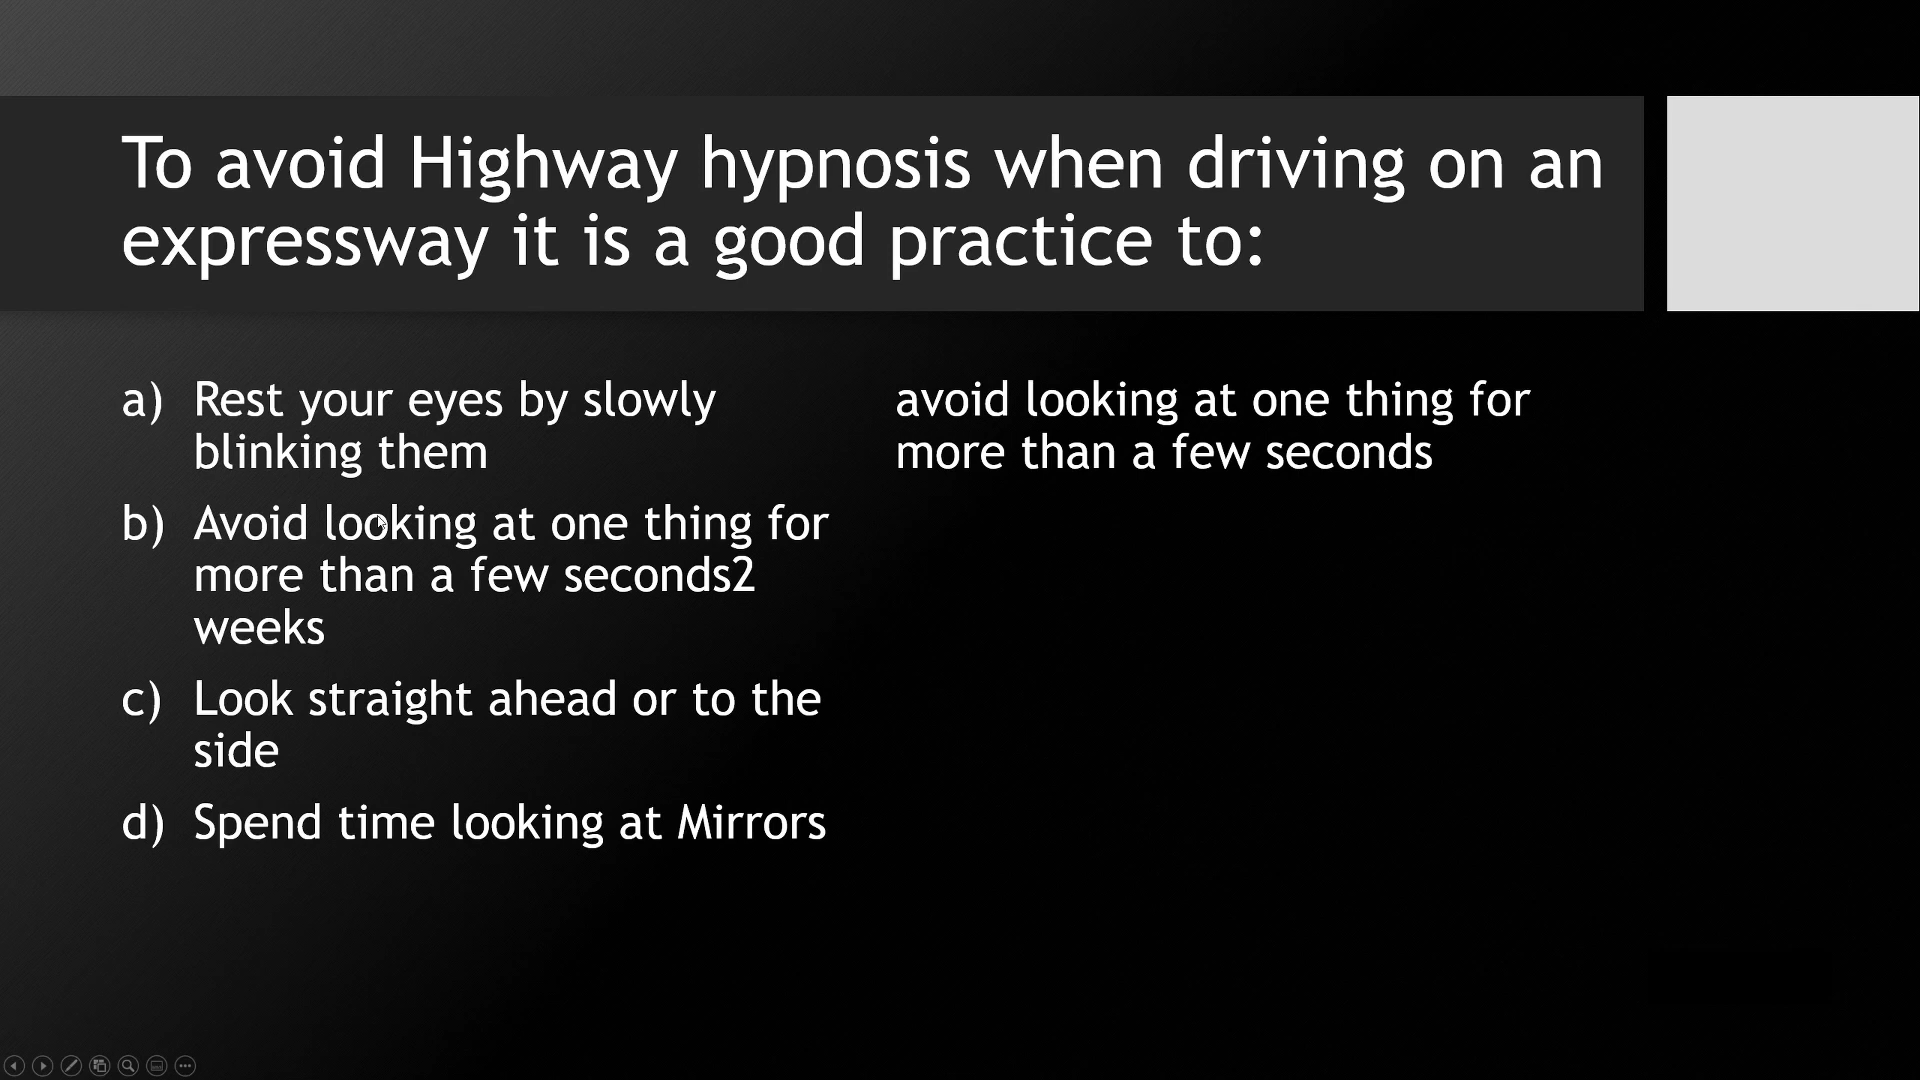 To avoid Highway hypnosis when driving on an
expressway it is a good practice to:
a) Rest your eyes by slowly
blinking them
b) Avoid looking at one thing for
more than a few seconds2
weeks
c) Look straight ahead or to the
side
d) Spend time looking at Mirrors
avoid looking at one thing for
more than a few seconds